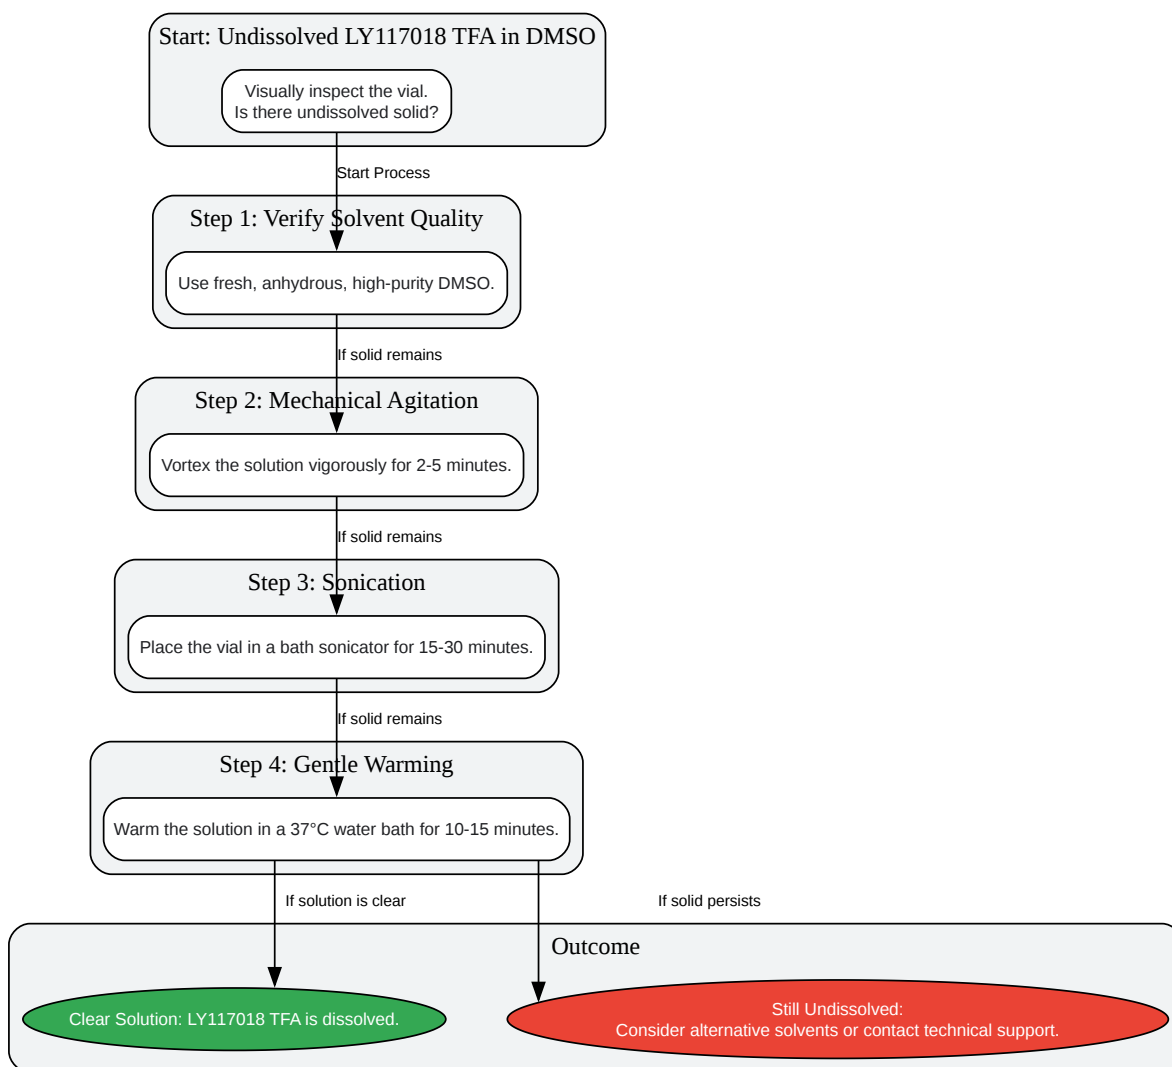 Start: Undissolved LY117018 TFA in DMSO
Visually inspect the vial.
Is there undissolved solid?
Start Process
Step 1: Verify Solvent Quality
Use fresh, anhydrous, high-purity DMSO.
If solid remains
Step 2: Mechanical Agitation
Vortex the solution vigorously for 2-5 minutes.
If solid remains
Step 3: Sonication
Place the vial in a bath sonicator for 15-30 minutes.
If solid remains
Step 4: Gentle Warming
Warm the solution in a 37°C water bath for 10-15 minutes.
If solution is clear
If solid persists
Outcome
Clear Solution: LY117018 TFA is dissolved.
Still Undissolved:
Consider alternative solvents or contact technical support.